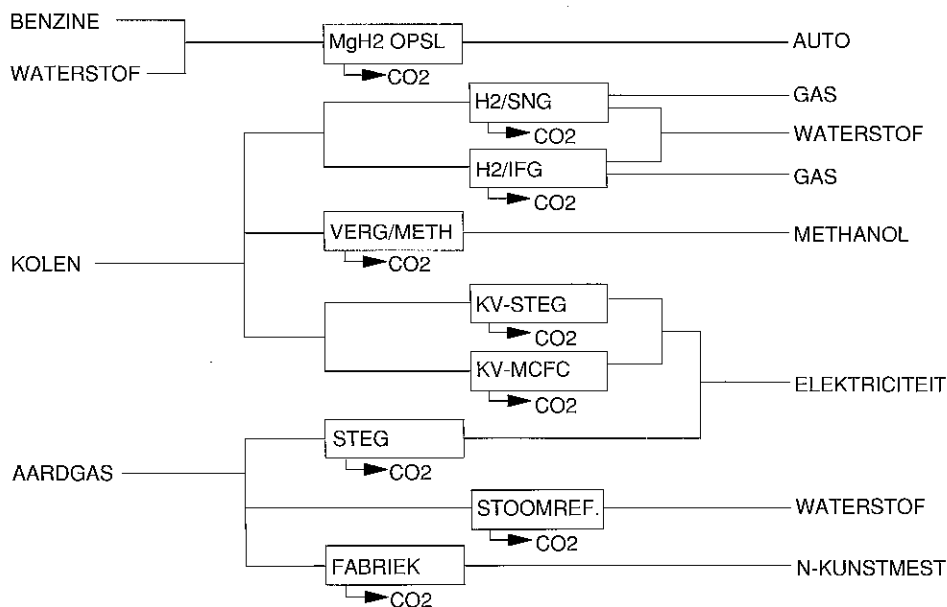 BENZINE
MgH2 OPSL
AUTO
WATERSTOF
CO2
H2/SNG
GAS
CO2
WATERSTOF
H2/IFG
GAS
CO2
VERG/METH
METHANOL
KOLEN
CO2
KV-STEG
CO2
KV-MCFC
ELEKTRICITEIT
CO2
STEG
AARDGAS
CO2
STOOMREF.
WATERSTOF
CO2
FABRIEK
N-KUNSTMEST
CO2